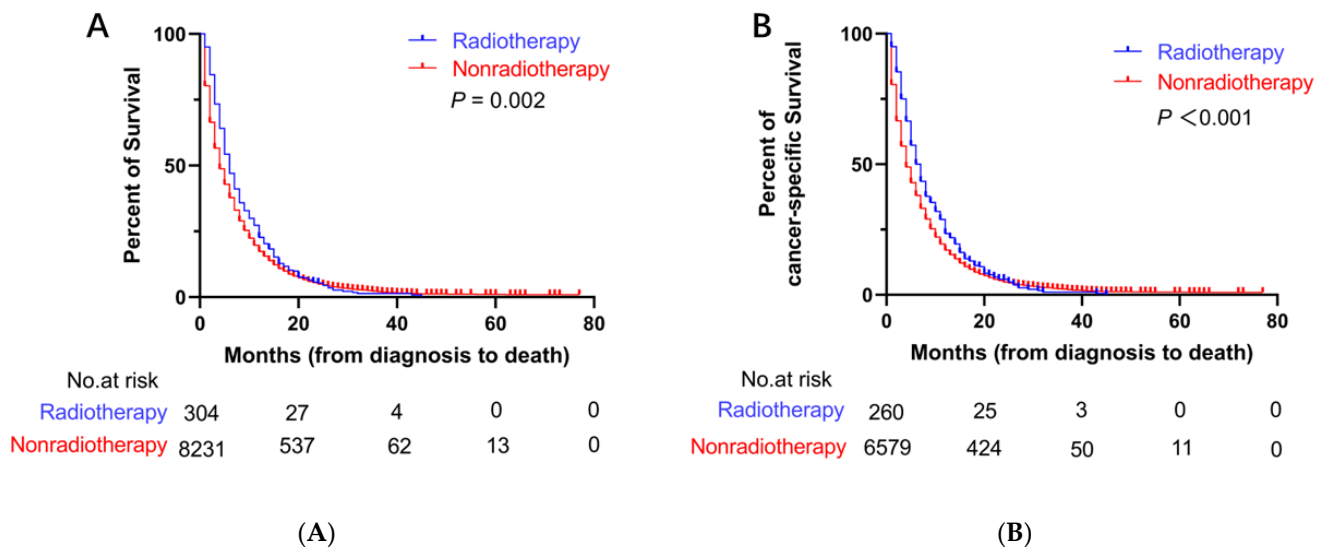 A
Radiotherapy
Nonradiotherapy
P = 0.002
Percent of Survival
100
50
0
0 20 40 60 80
Months (from diagnosis to death)
No.at risk
Radiotherapy 304 27 4 0 0
Nonradiotherapy 8231 537 62 13 0
(A)
B
Radiotherapy
Nonradiotherapy
P <0.001
Percent of
cancer-specific Survival
100
50
0
0 20 40 60 80
Months (from diagnosis to death)
No.at risk
Radiotherapy 260 25 3 0 0
Nonradiotherapy 6579 424 50 11 0
(B)